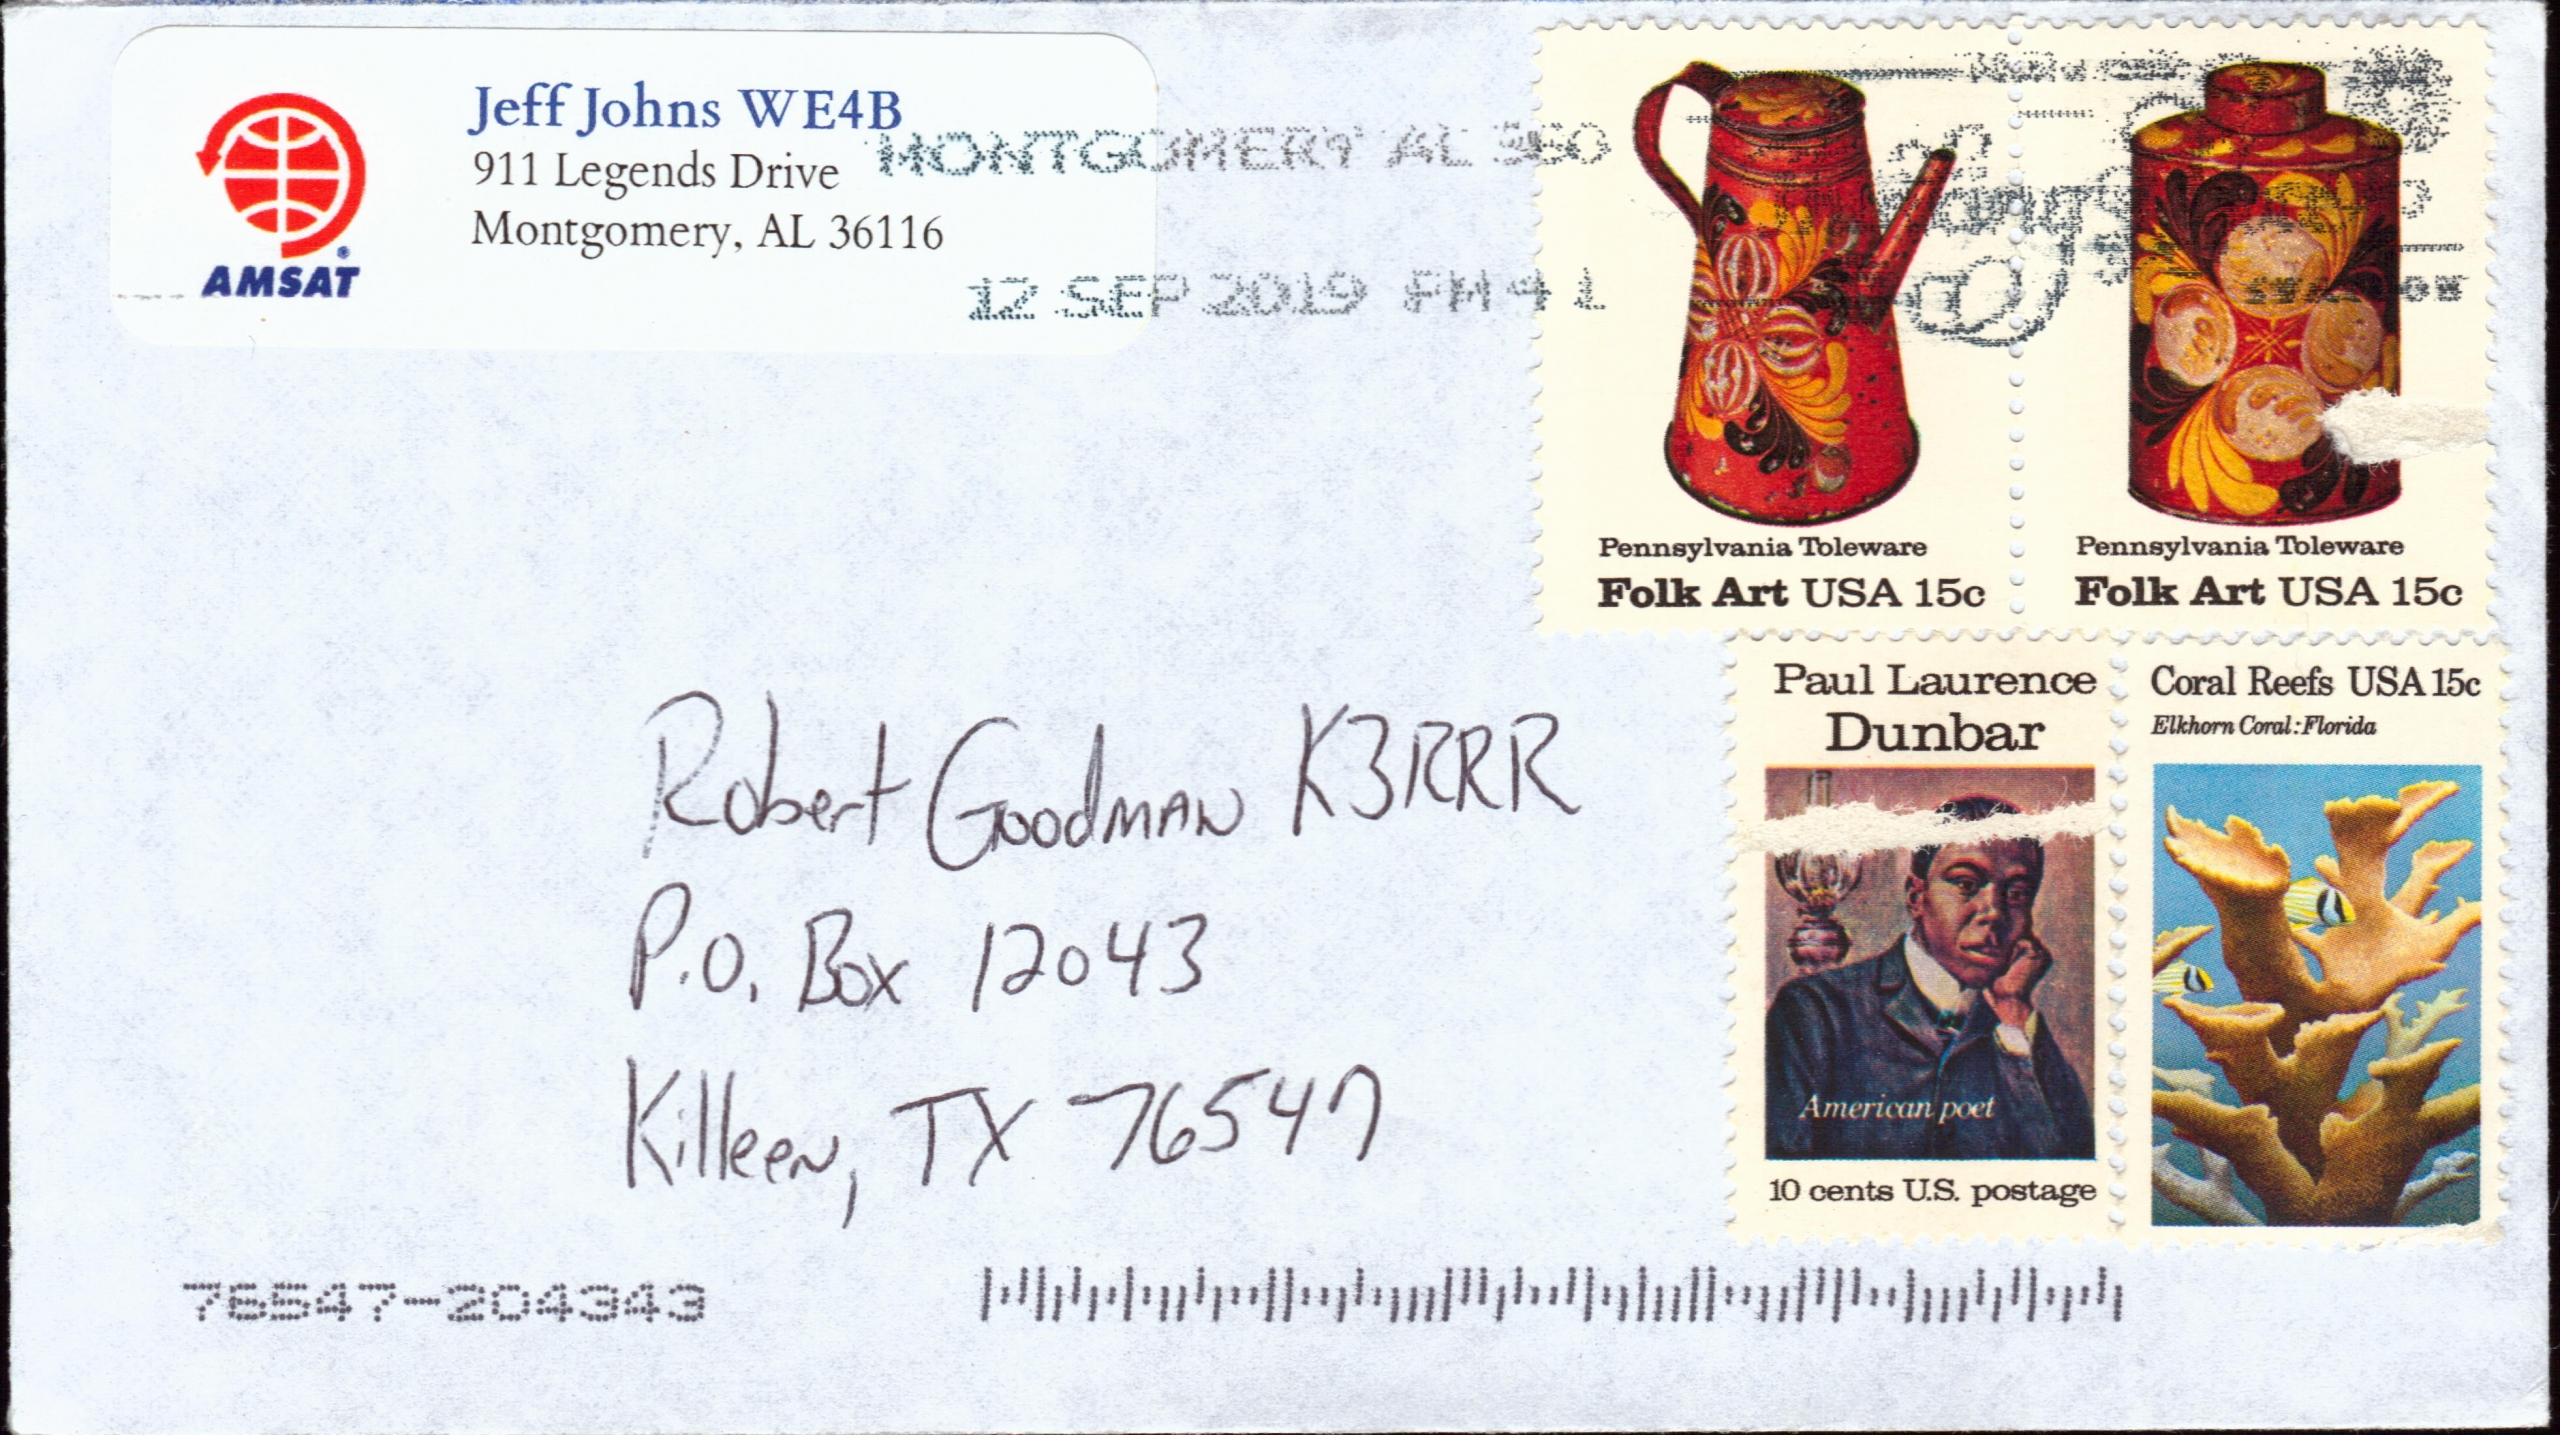 Jeff Johns WE4B
911 Legends Drive
Montgomery, AL 36116
AMSAT
MONTGOMERY AL 360
12 SEP 2019 PM 4 L
Pennsylvania Toleware
Folk Art USA 15c
Pennsylvania Toleware
Folk Art USA 15c
Paul Laurence
Dunbar
American poet
10 cents U.S. postage
Coral Reefs USA 15c
Elkhorn Coral: Florida
Robert Goodman K3RRR
P.O. Box 12043
Killeen, TX 76547
76547-204343